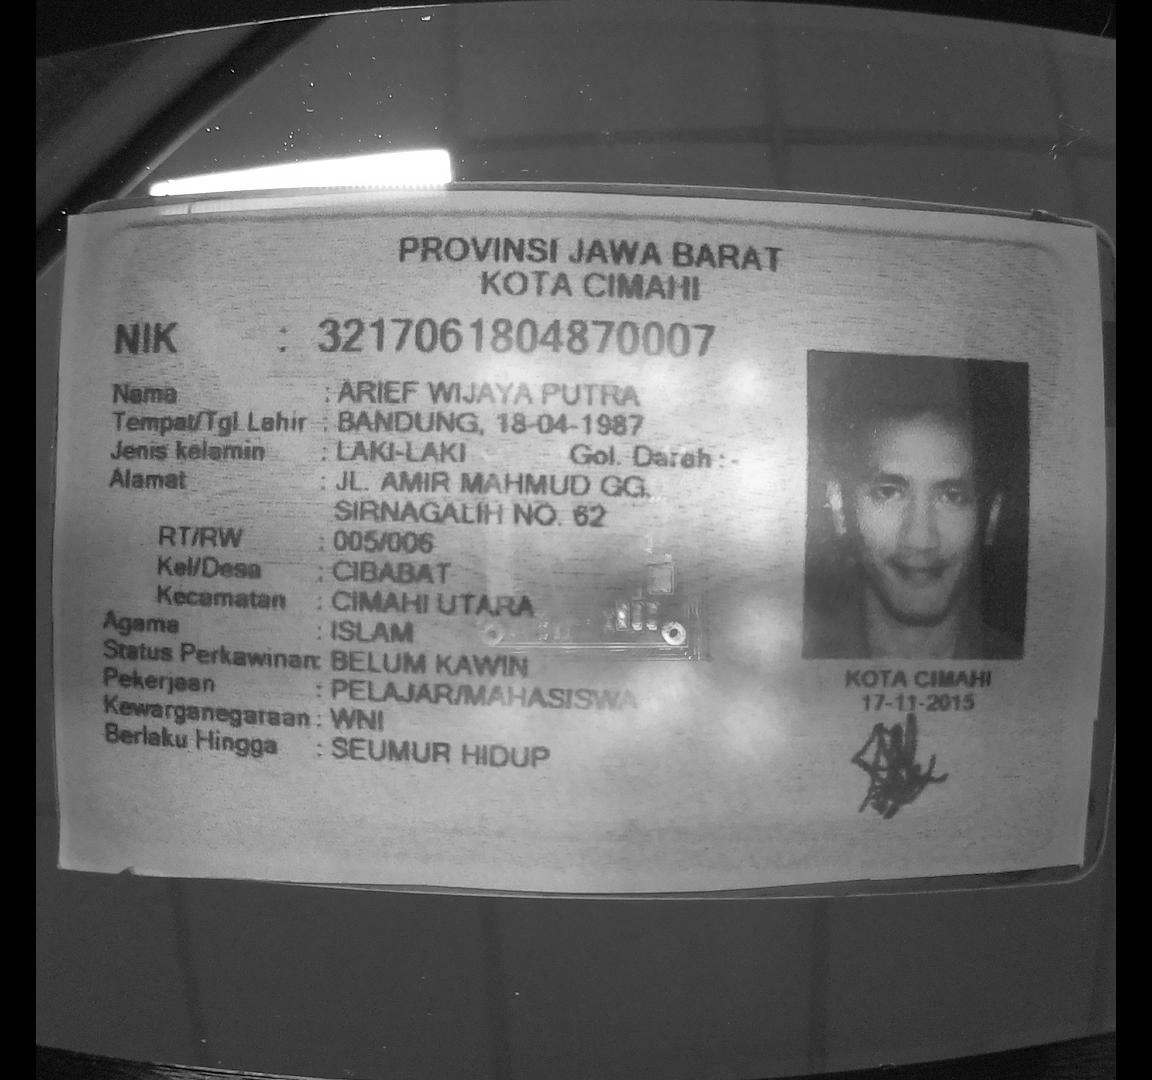 PROVINSI JAWA BARAT
KOTA CIMAHI
NIK : 3217061804870007
Nama : ARIEF WIJAYA PUTRA
Tempat/Tgl Lahir : BANDUNG, 18-04-1987
Jenis kelamin : LAKI-LAKI Gol. Darah : -
Alamat : JL. AMIR MAHMUD GG.
SIRNAGALIH NO. 62
RT/RW : 005/006
Kel/Desa : CIBABAT
Kecamatan : CIMAHI UTARA
Agama : ISLAM
Status Perkawinan: BELUM KAWIN
Pekerjaan : PELAJAR/MAHASISWA
Kewarganegaraan : WNI
Berlaku Hingga : SEUMUR HIDUP
KOTA CIMAHI
17-11-2015